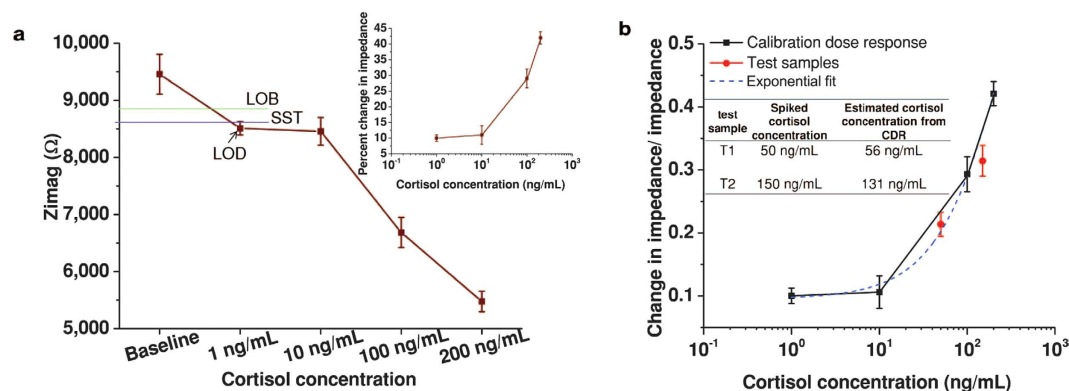 a
10,000
9,000
8,000
7,000
6,000
5,000
Zimag (Ω)
LOB
SST
LOD
Baseline
1 ng/mL
10 ng/mL
100 ng/mL
200 ng/mL
Cortisol concentration
Percent change in impedance
45
40
35
30
25
20
15
10
5
10⁻¹
10⁰
10¹
10²
10³
Cortisol concentration (ng/mL)
b
Change in impedance/ impedance
0.5
0.4
0.3
0.2
0.1
Calibration dose response
Test samples
Exponential fit
test sample
Spiked cortisol concentration
Estimated cortisol concentration from CDR
T1 50 ng/mL 56 ng/mL
T2 150 ng/mL 131 ng/mL
10⁻¹
10⁰
10¹
10²
10³
Cortisol concentration (ng/mL)